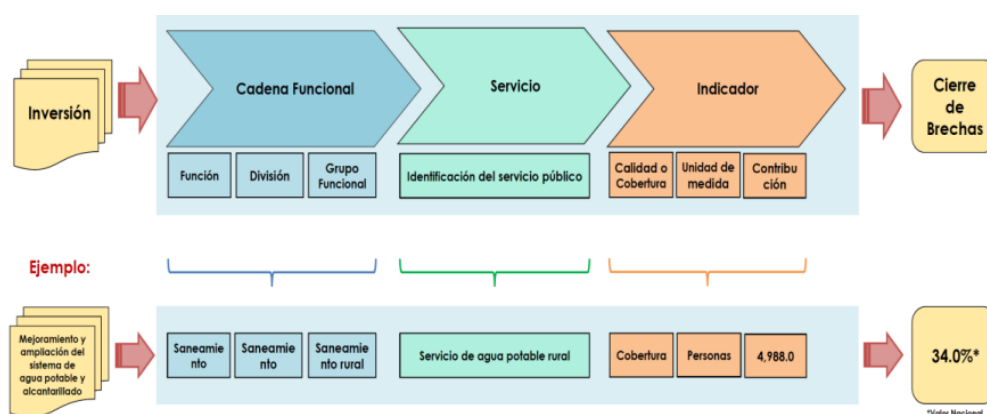 Inversión
Cadena Funcional
Servicio
Indicador
Cierre
de
Brechas
Función
División
Grupo
Funcional
Identificación del servicio público
Calidad o
Cobertura
Unidad de
medida
Contribu
ción
Ejemplo:
Mejoramiento y
ampliación del
sistema de
agua potable y
alcantarillado
Saneamie
nto
Saneamie
nto
Saneamie
nto rural
Servicio de agua potable rural
Cobertura
Personas
4,988.0
34.0%*
*Valor Nacional